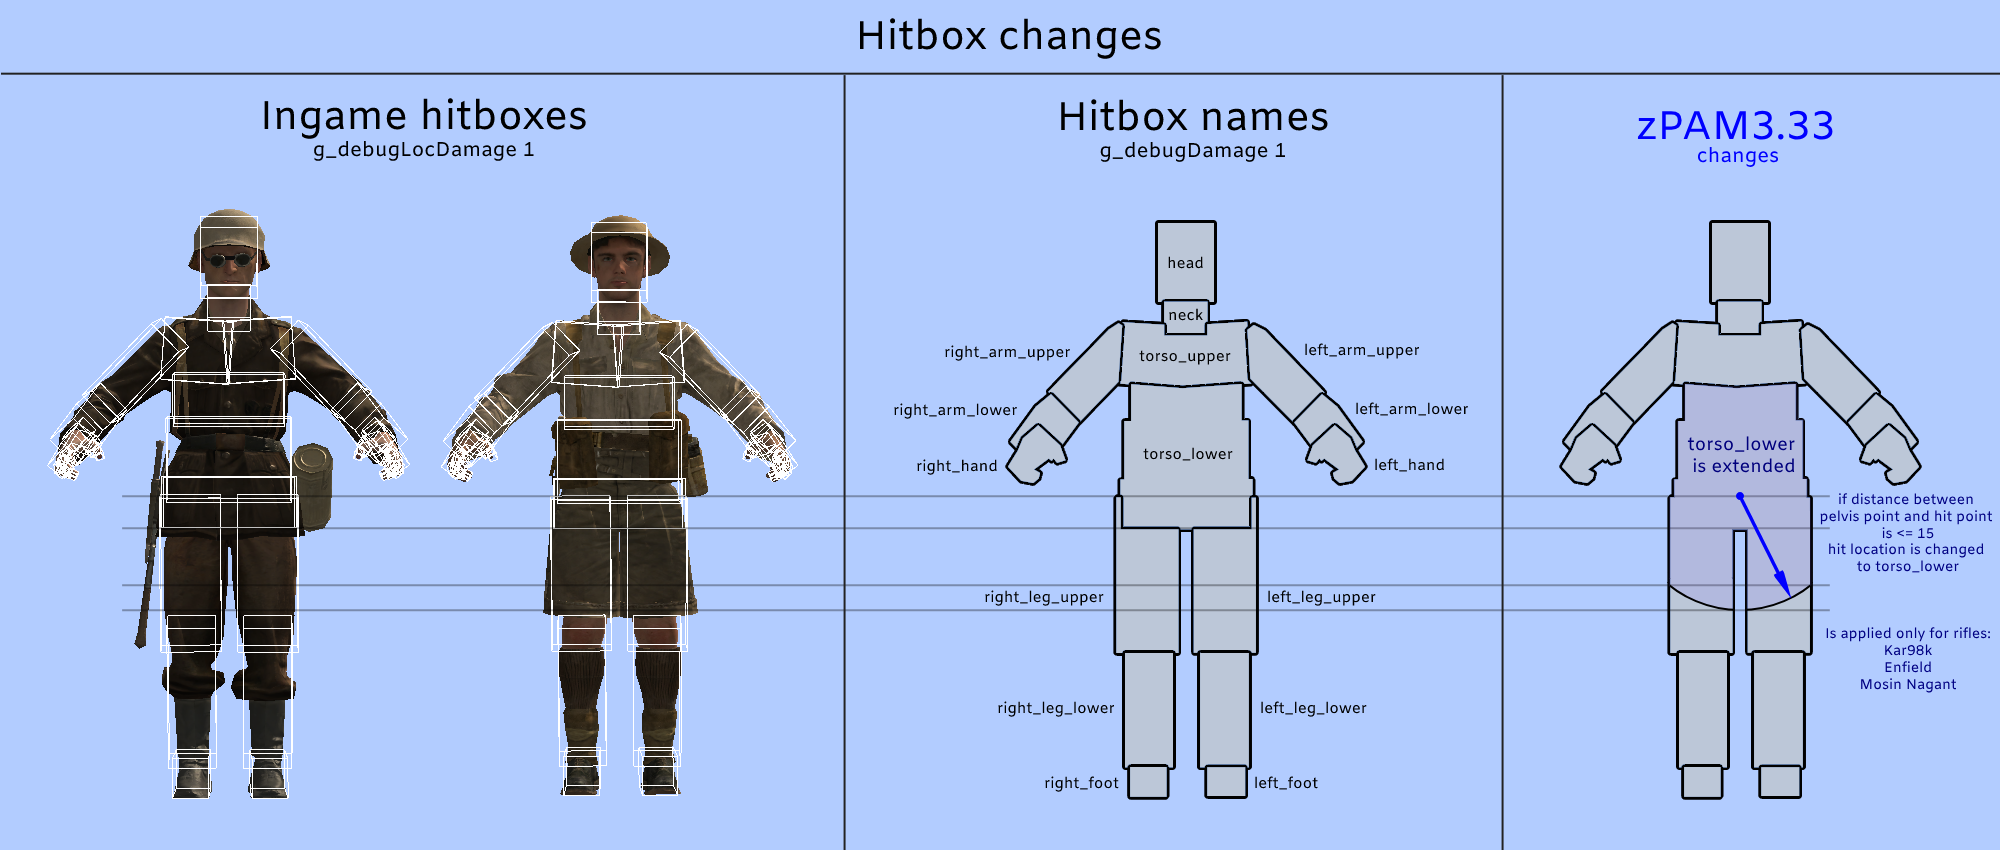 Hitbox changes
Ingame hitboxes
g_debugLocDamage 1
Hitbox names
g_debugDamage 1
head
neck
torso_upper
right_arm_upper
left_arm_upper
right_arm_lower
left_arm_lower
torso_lower
right_hand
left_hand
right_leg_upper
left_leg_upper
right_leg_lower
left_leg_lower
right_foot
left_foot
zPAM3.33
changes
torso_lower
is extended
if distance between
pelvis point and hit point
is <= 15
hit location is changed
to torso_lower
Is applied only for rifles:
Kar98k
Enfield
Mosin Nagant